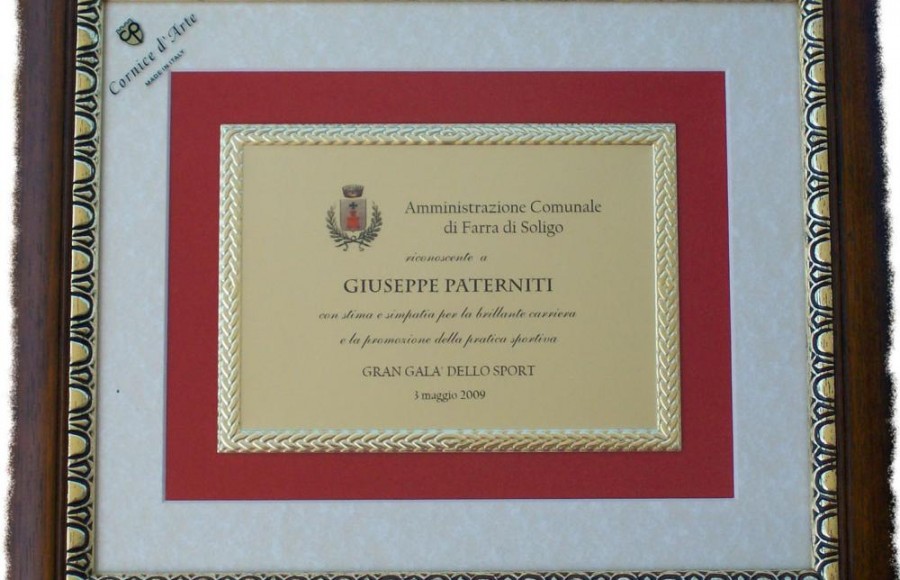 Cornice d'Arte
MADE IN ITALY
Amministrazione Comunale
di Farra di Soligo
riconoscente a
GIUSEPPE PATERNITI
con stima e simpatia per la brillante carriera
e la promozione della pratica sportiva
GRAN GALA' DELLO SPORT
3 maggio 2009